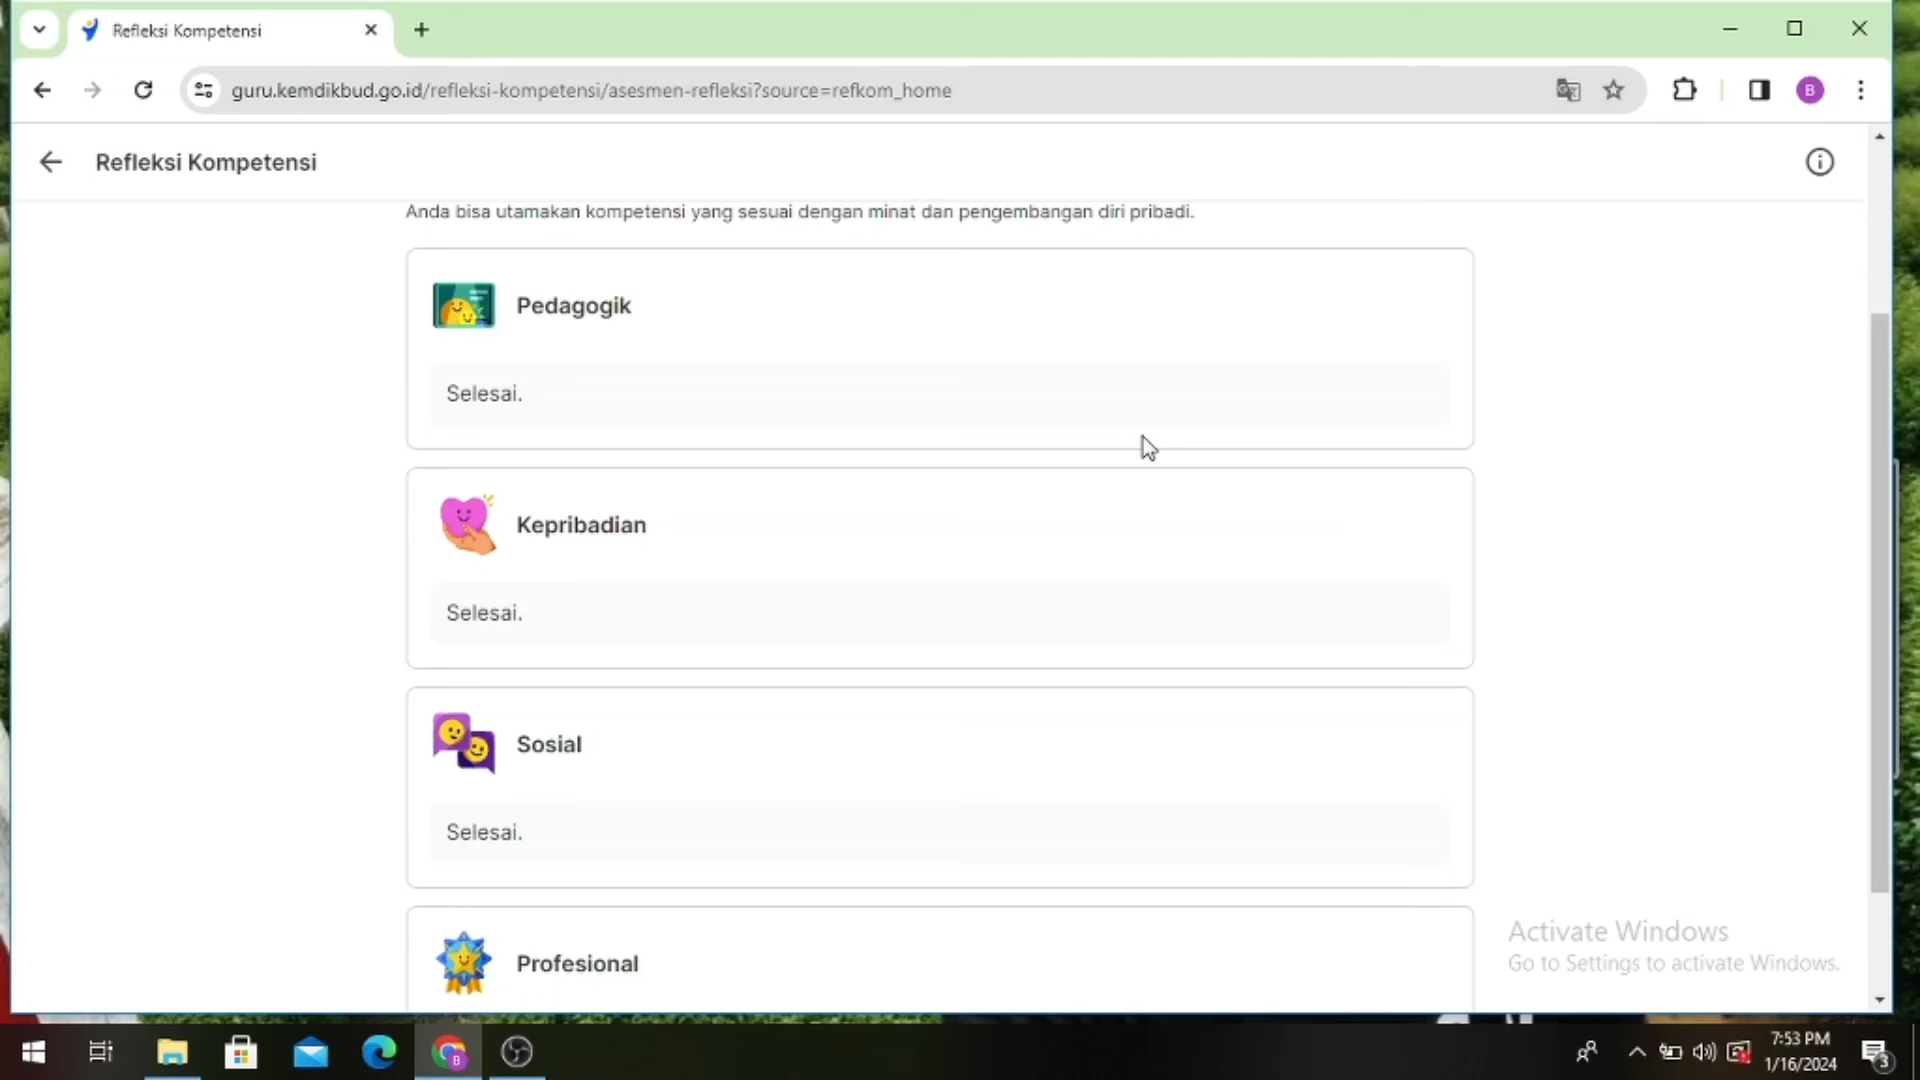 Refleksi Kompetensi
guru.kemdikbud.go.id/refleksi-kompetensi/asesmen-refleksi?source=refkom_home
B
Refleksi Kompetensi
Anda bisa utamakan kompetensi yang sesuai dengan minat dan pengembangan diri pribadi.
Pedagogik
Selesai.
Kepribadian
Selesai.
Sosial
Selesai.
Profesional
Activate Windows
Go to Settings to activate Windows.
B
7:53 PM
1/16/2024
3